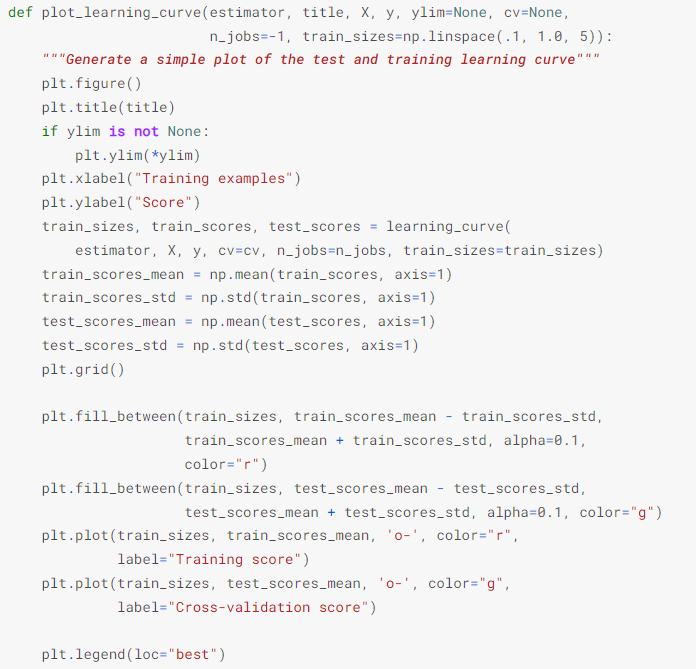 def plot_learning_curve(estimator, title, X, y, ylim=None, cv=None,
                        n_jobs=-1, train_sizes=np.linspace(.1, 1.0, 5)):
    """Generate a simple plot of the test and training learning curve"""
    plt.figure()
    plt.title(title)
    if ylim is not None:
        plt.ylim(*ylim)
    plt.xlabel("Training examples")
    plt.ylabel("Score")
    train_sizes, train_scores, test_scores = learning_curve(
        estimator, X, y, cv=cv, n_jobs=n_jobs, train_sizes=train_sizes)
    train_scores_mean = np.mean(train_scores, axis=1)
    train_scores_std = np.std(train_scores, axis=1)
    test_scores_mean = np.mean(test_scores, axis=1)
    test_scores_std = np.std(test_scores, axis=1)
    plt.grid()

    plt.fill_between(train_sizes, train_scores_mean - train_scores_std,
                     train_scores_mean + train_scores_std, alpha=0.1,
                     color="r")
    plt.fill_between(train_sizes, test_scores_mean - test_scores_std,
                     test_scores_mean + test_scores_std, alpha=0.1, color="g")
    plt.plot(train_sizes, train_scores_mean, 'o-', color="r",
             label="Training score")
    plt.plot(train_sizes, test_scores_mean, 'o-', color="g",
             label="Cross-validation score")

    plt.legend(loc="best")